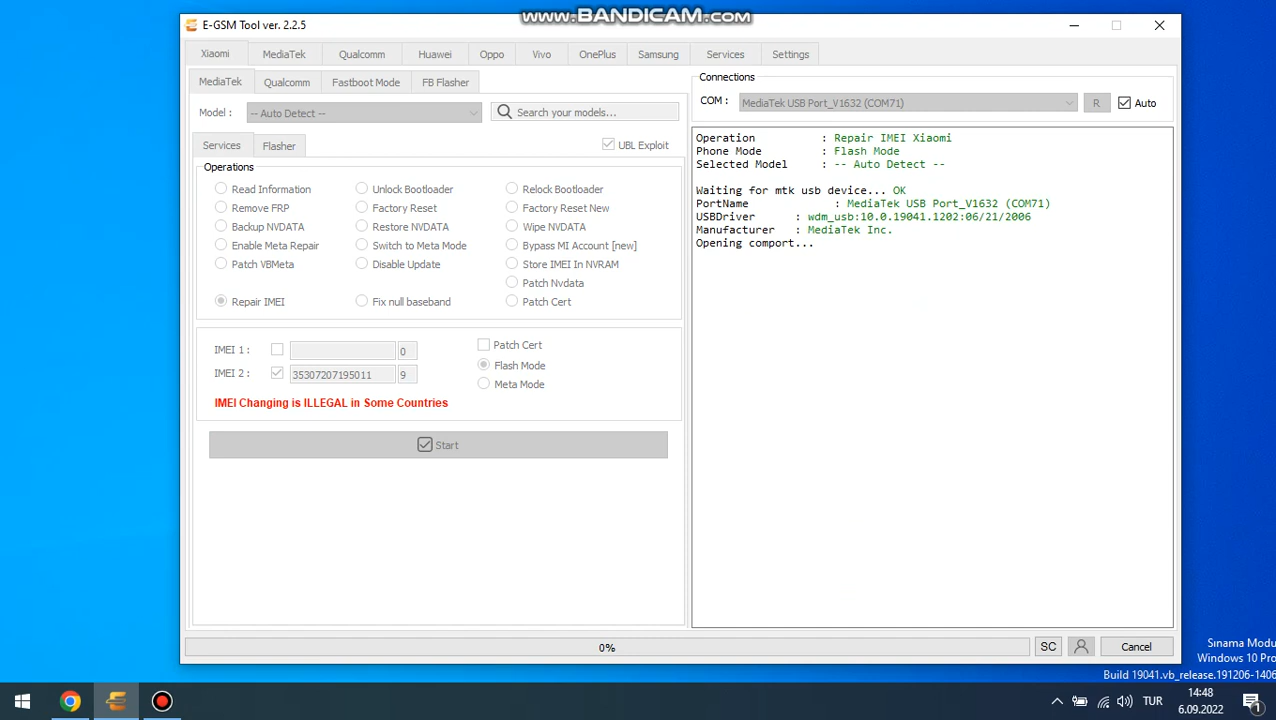 www.BANDICAM.com
E-GSM Tool ver. 2.2.5
Xiaomi MediaTek Qualcomm Huawei Oppo Vivo OnePlus Samsung Services Settings
MediaTek Qualcomm Fastboot Mode FB Flasher
Model : -- Auto Detect -- Search your models...
Services Flasher UBL Exploit
Operations
Read Information Unlock Bootloader Relock Bootloader
Remove FRP Factory Reset Factory Reset New
Backup NVDATA Restore NVDATA Wipe NVDATA
Enable Meta Repair Switch to Meta Mode Bypass MI Account [new]
Patch VBMeta Disable Update Store IMEI In NVRAM
Patch Nvdata
Repair IMEI Fix null baseband Patch Cert
IMEI 1 : 0 Patch Cert
Flash Mode
IMEI 2 : 35307207195011 9
Meta Mode
IMEI Changing is ILLEGAL in Some Countries
Start
Connections
COM : MediaTek USB Port_V1632 (COM71) R Auto
Operation : Repair IMEI Xiaomi
Phone Mode : Flash Mode
Selected Model : -- Auto Detect --
Waiting for mtk usb device... OK
PortName : MediaTek USB Port_V1632 (COM71)
USBDriver : wdm_usb:10.0.19041.1202:06/21/2006
Manufacturer : MediaTek Inc.
Opening comport...
0% SC Cancel
Sınama Modu
Windows 10 Pro
Build 19041.vb_release.191206-1406
TUR 14:48
6.09.2022 1